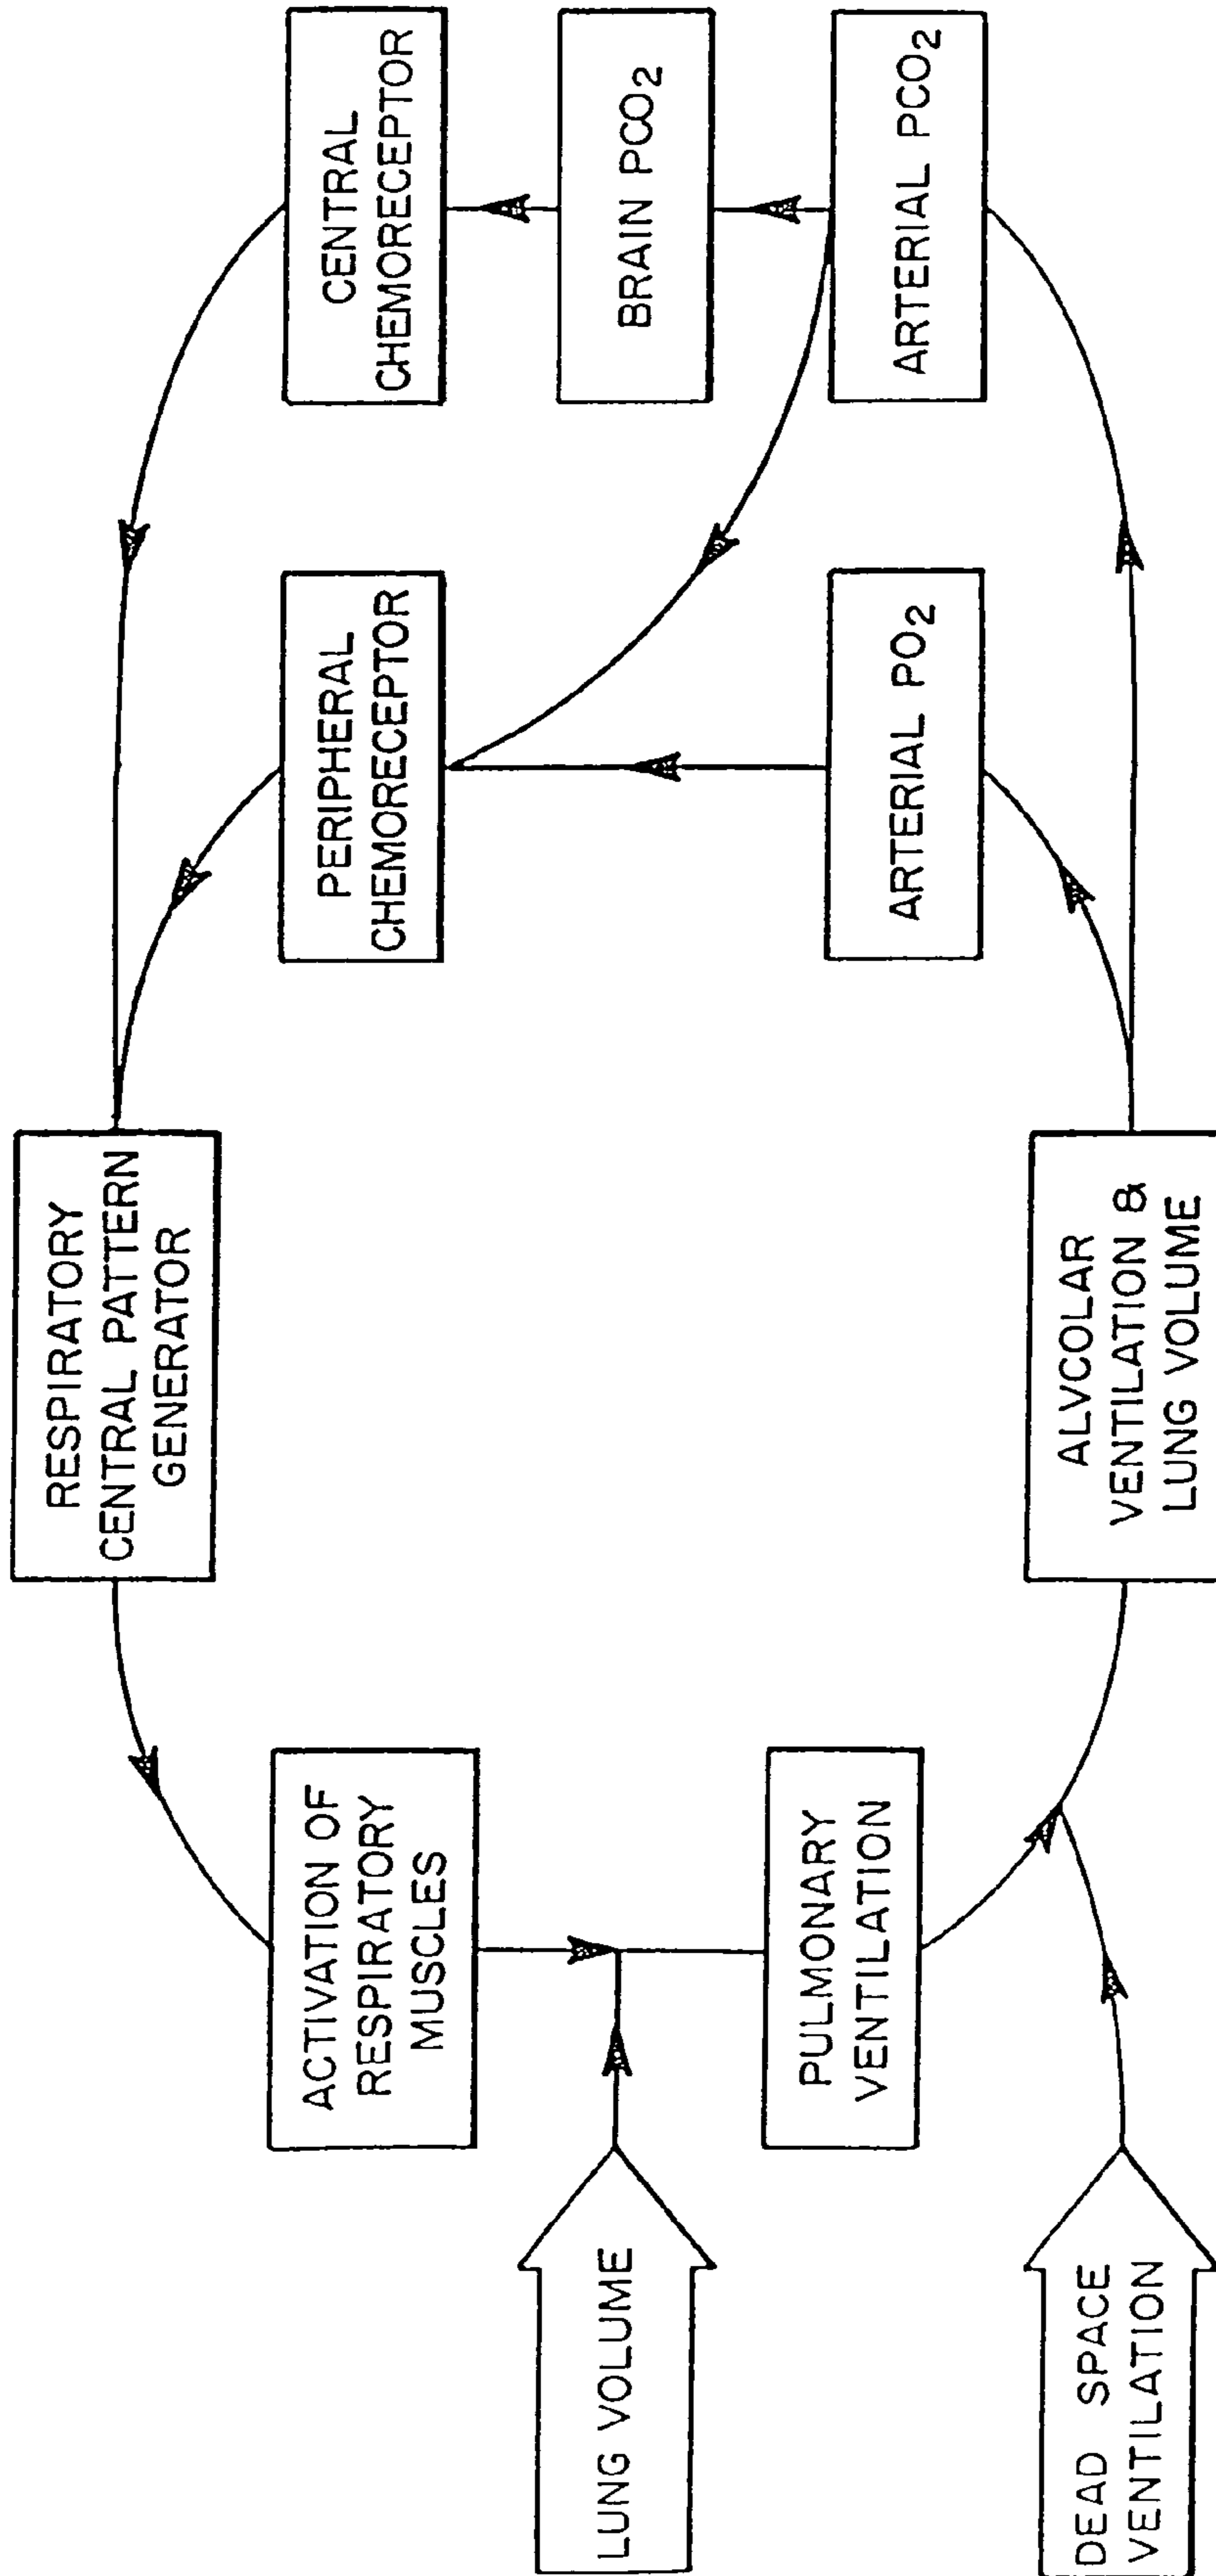 RESPIRATORY
CENTRAL PATTERN
GENERATOR
ACTIVATION OF
RESPIRATORY
MUSCLES
PERIPHERAL
CHEMORECEPTOR
CENTRAL
CHEMORECEPTOR
LUNG VOLUME
BRAIN PCO2
PULMONARY
VENTILATION
ARTERIAL PO2
ARTERIAL PCO2
DEAD SPACE
VENTILATION
ALVCOLAR
VENTILATION &
LUNG VOLUME